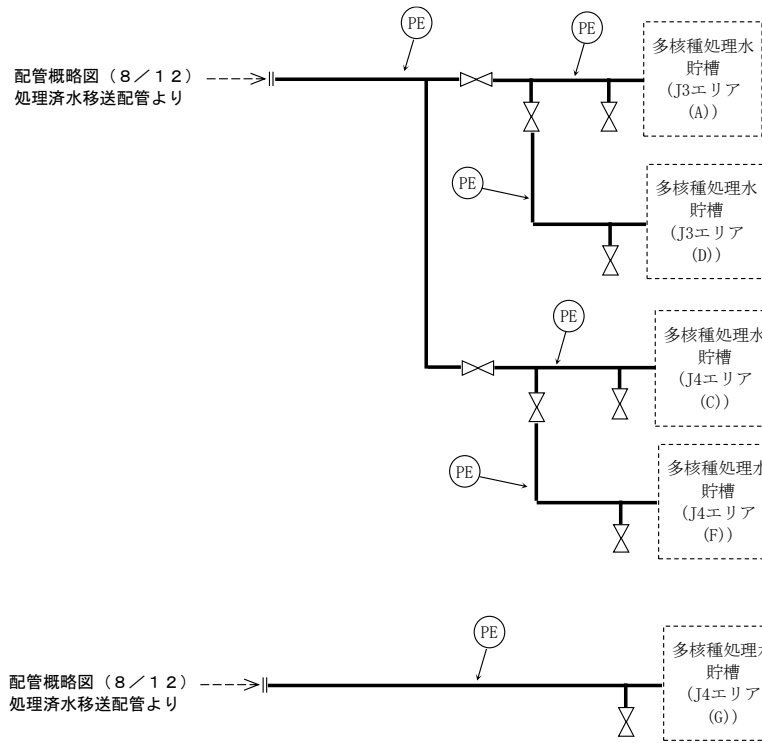 PE
PE
配管概略図（８／１２）
処理済水移送配管より
多核種処理水
貯槽
(J3エリア
(A))
PE
多核種処理水
貯槽
(J3エリア
(D))
PE
多核種処理水
貯槽
(J4エリア
(C))
PE
多核種処理水
貯槽
(J4エリア
(F))
PE
配管概略図（８／１２）
処理済水移送配管より
多核種処理水
貯槽
(J4エリア
(G))